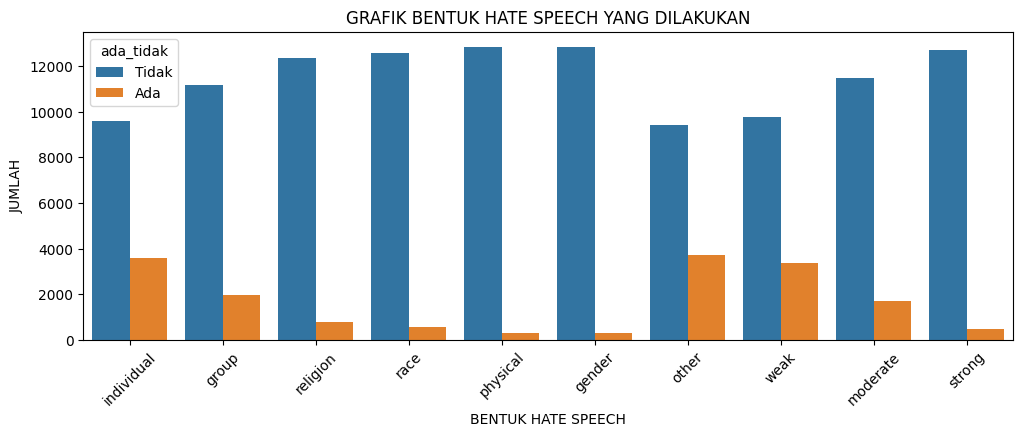 GRAFIK BENTUK HATE SPEECH YANG DILAKUKAN
ada_tidak
Tidak
Ada
JUMLAH
12000
10000
8000
6000
4000
2000
0
individual
group
religion
race
physical
gender
other
weak
moderate
strong
BENTUK HATE SPEECH